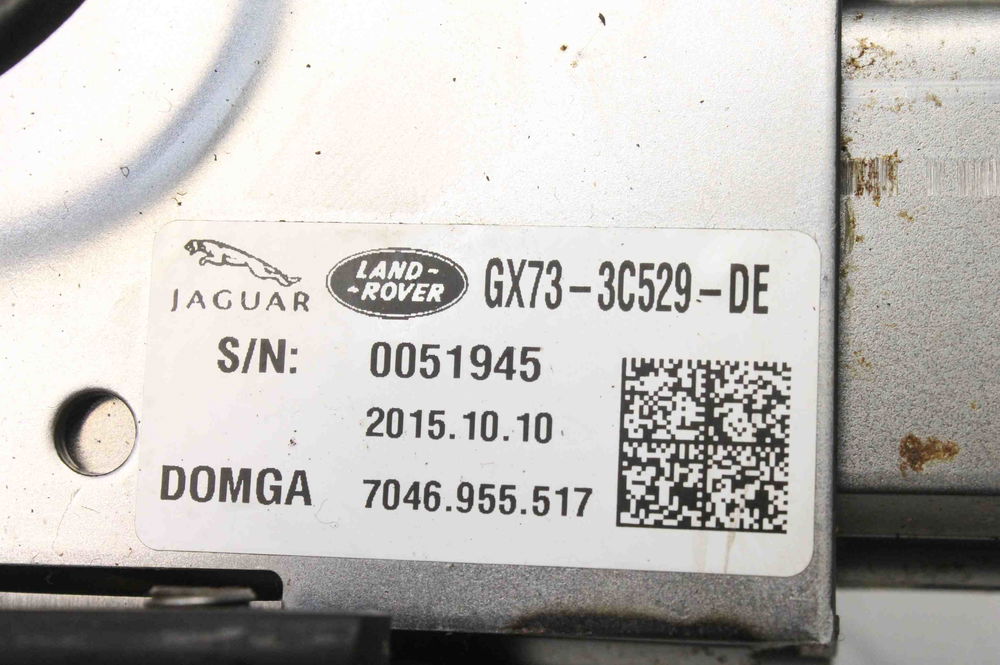 JAGUAR LAND-ROVER GX73-3C529-DE
S/N: 0051945
2015.10.10
DOMGA 7046.955.517